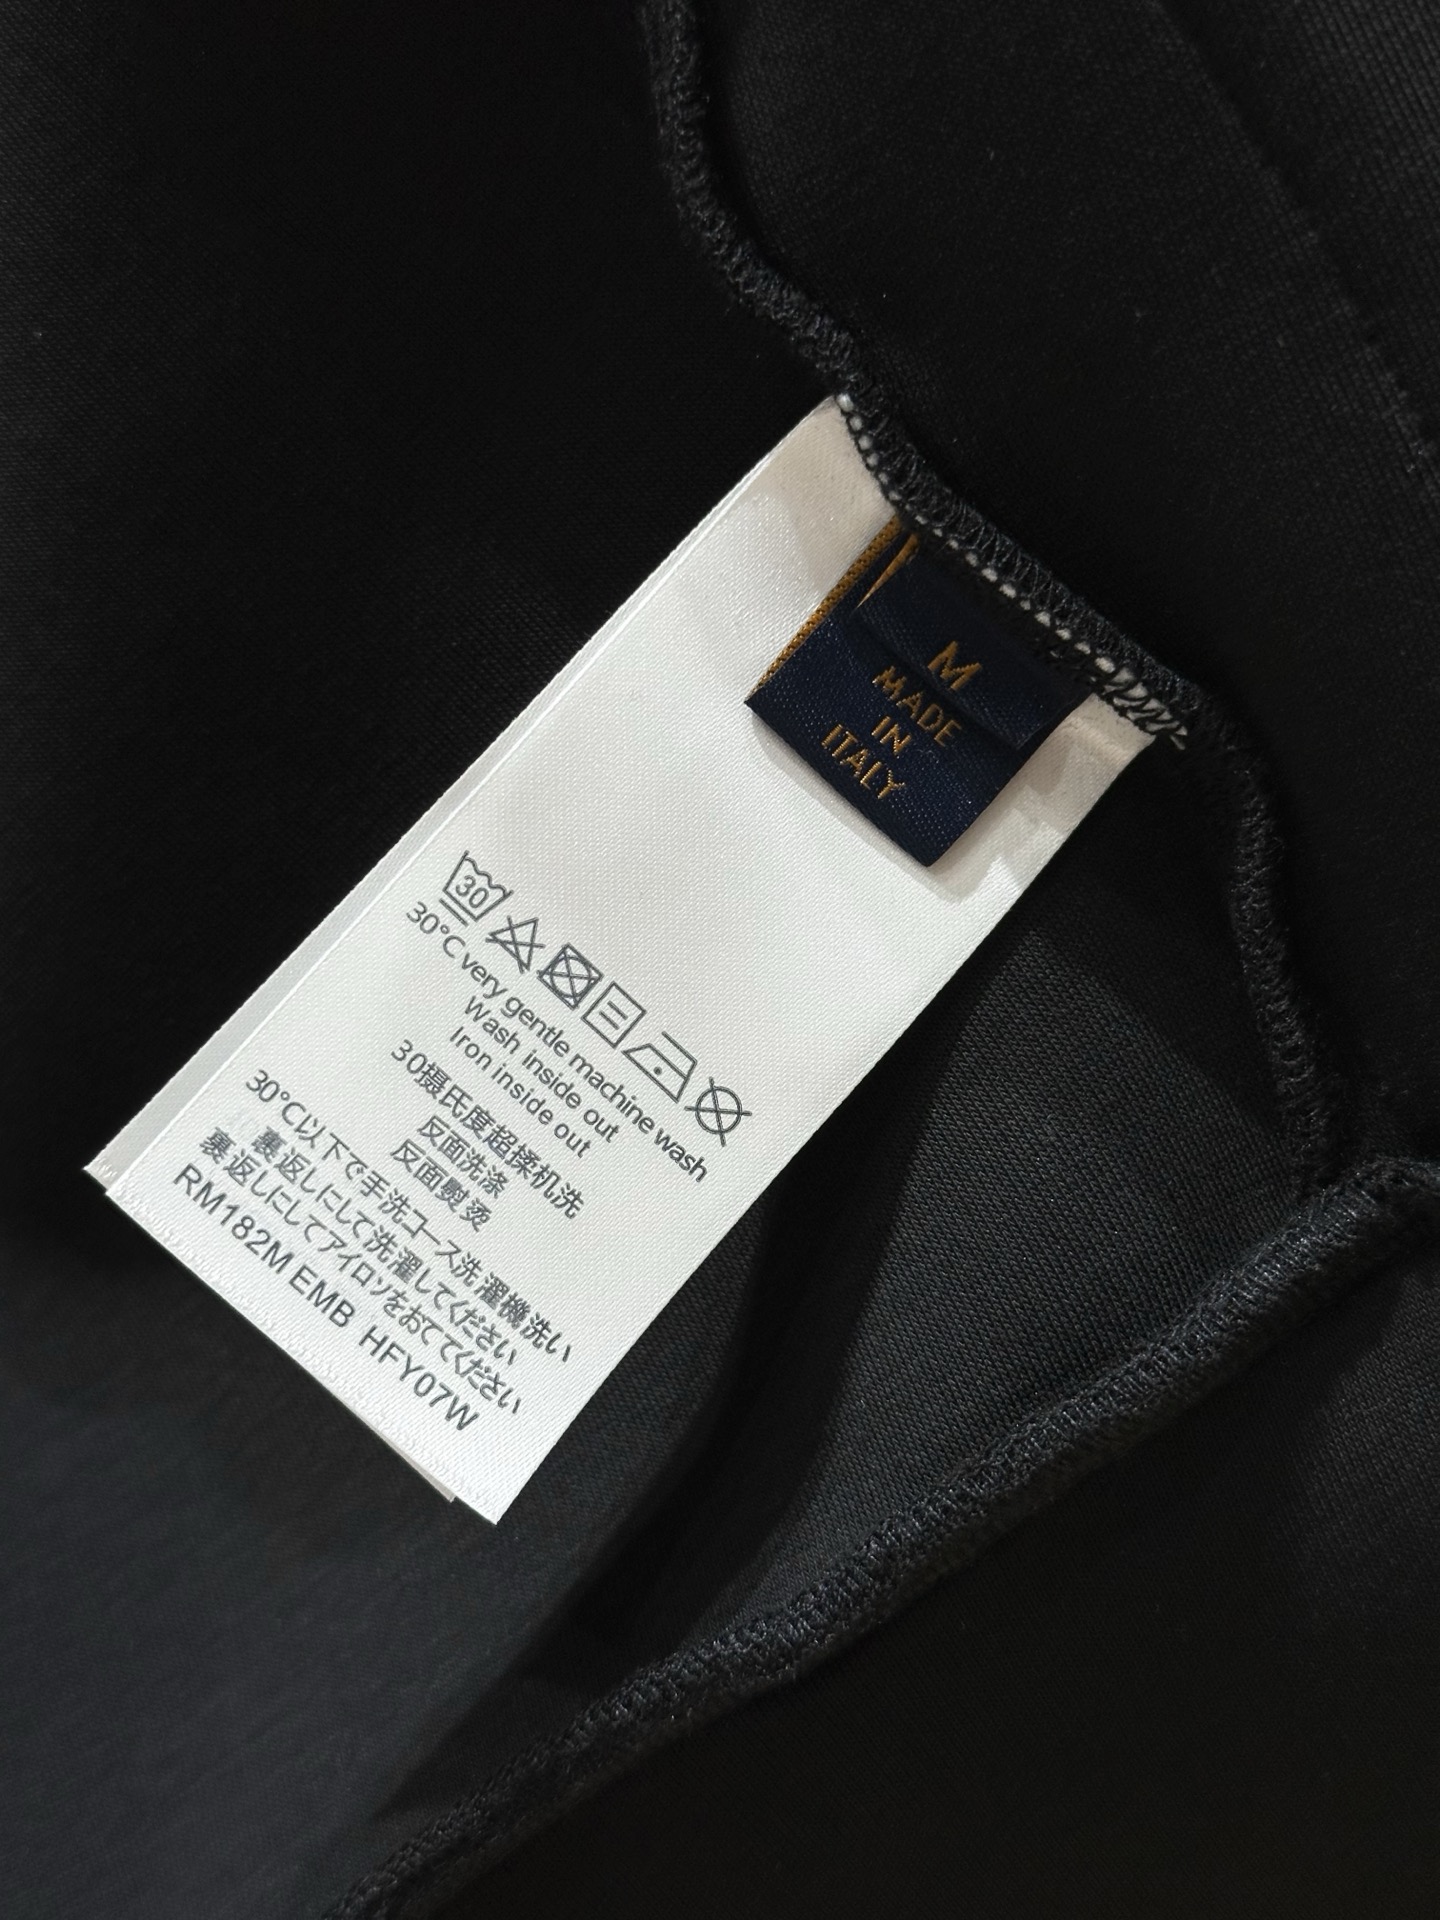 M
MADE
IN
ITALY
30
30°C very gentle machine wash
Wash inside out
Iron inside out
30摄氏度超揉机洗
反面洗涤
反面熨烫
30℃以下で手洗コース洗濯機洗い
裏返しにして洗濯してください
裏返しにしてアイロンをおててください
RM182M EMB HFY07W